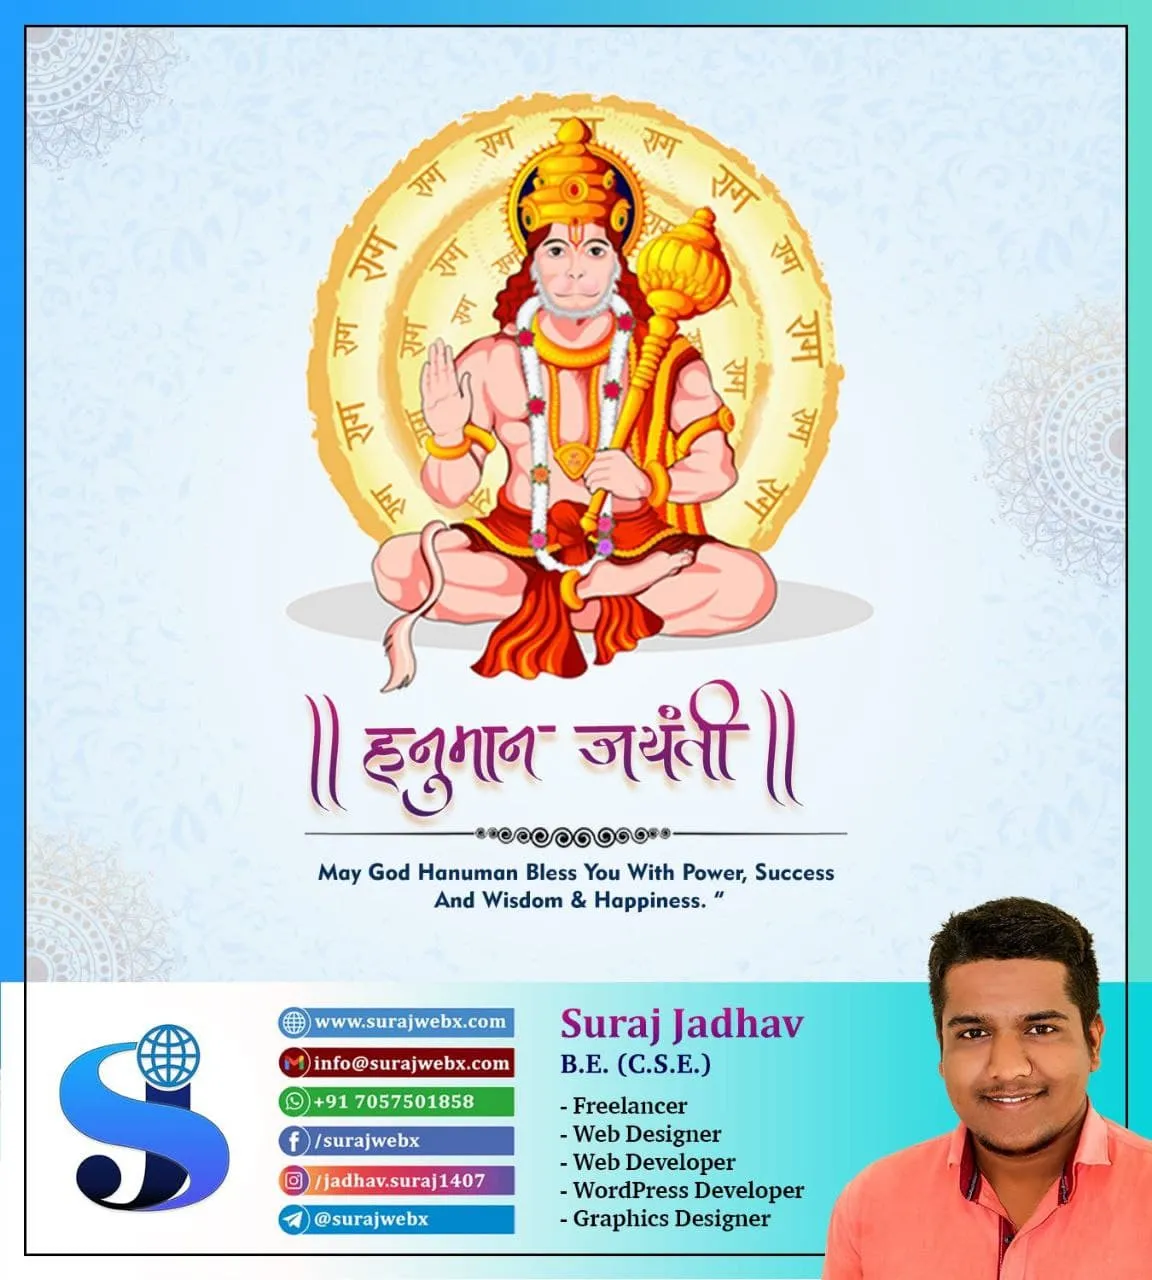 राम राम राम राम राम
राम राम राम
राम राम राम
राम राम
राम राम राम
राम राम राम
राम राम राम
राम राम राम
|| हनुमान जयंती ||
May God Hanuman Bless You With Power, Success
And Wisdom & Happiness. “
www.surajwebx.com
info@surajwebx.com
+91 7057501858
/surajwebx
/jadhav.suraj1407
@surajwebx
Suraj Jadhav
B.E. (C.S.E.)
- Freelancer
- Web Designer
- Web Developer
- WordPress Developer
- Graphics Designer
SJ